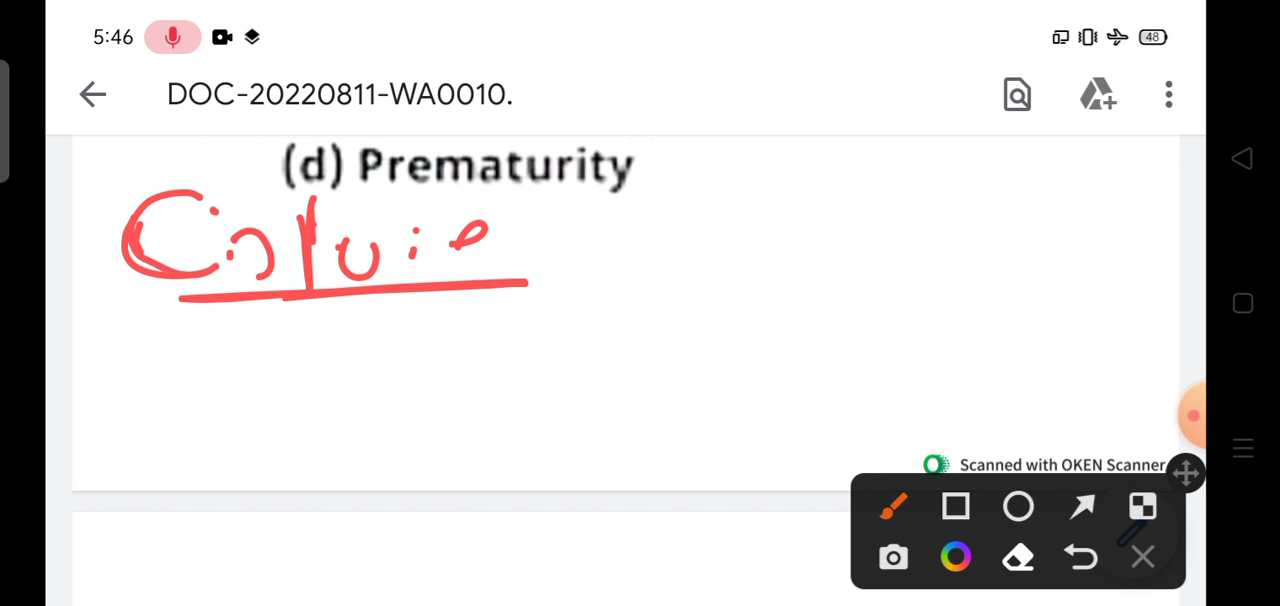 5:46
48
DOC-20220811-WA0010.
(d) Prematurity
Scanned with OKEN Scanner